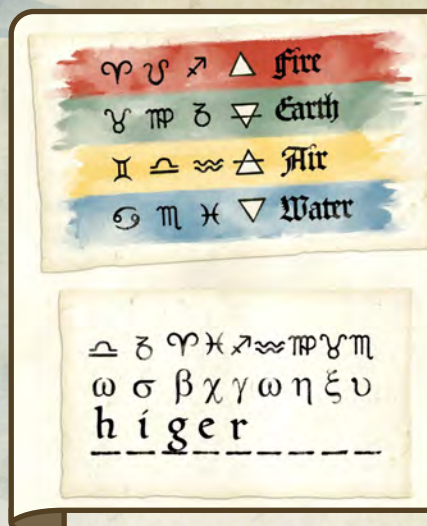 ♈ ♌ ♐ 🜂 Fire
♉ ♍ ♑ 🜃 Earth
♊ ♎ ♒ 🜁 Air
♋ ♏ ♓ 🜄 Water
♎ ♑ ♈ ♓ ♐ ♒ ♍ ♉ ♏
ω σ β χ γ ω η ξ υ
h i g e r